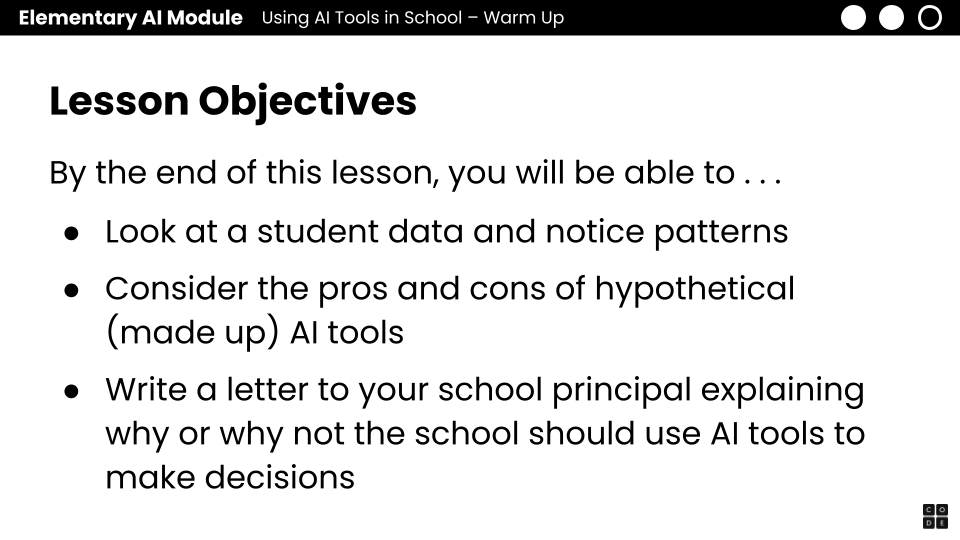 Elementary AI Module Using AI Tools in School – Warm Up
Lesson Objectives
By the end of this lesson, you will be able to . . .
● Look at a student data and notice patterns
● Consider the pros and cons of hypothetical
(made up) AI tools
● Write a letter to your school principal explaining
why or why not the school should use AI tools to
make decisions
C O
D E